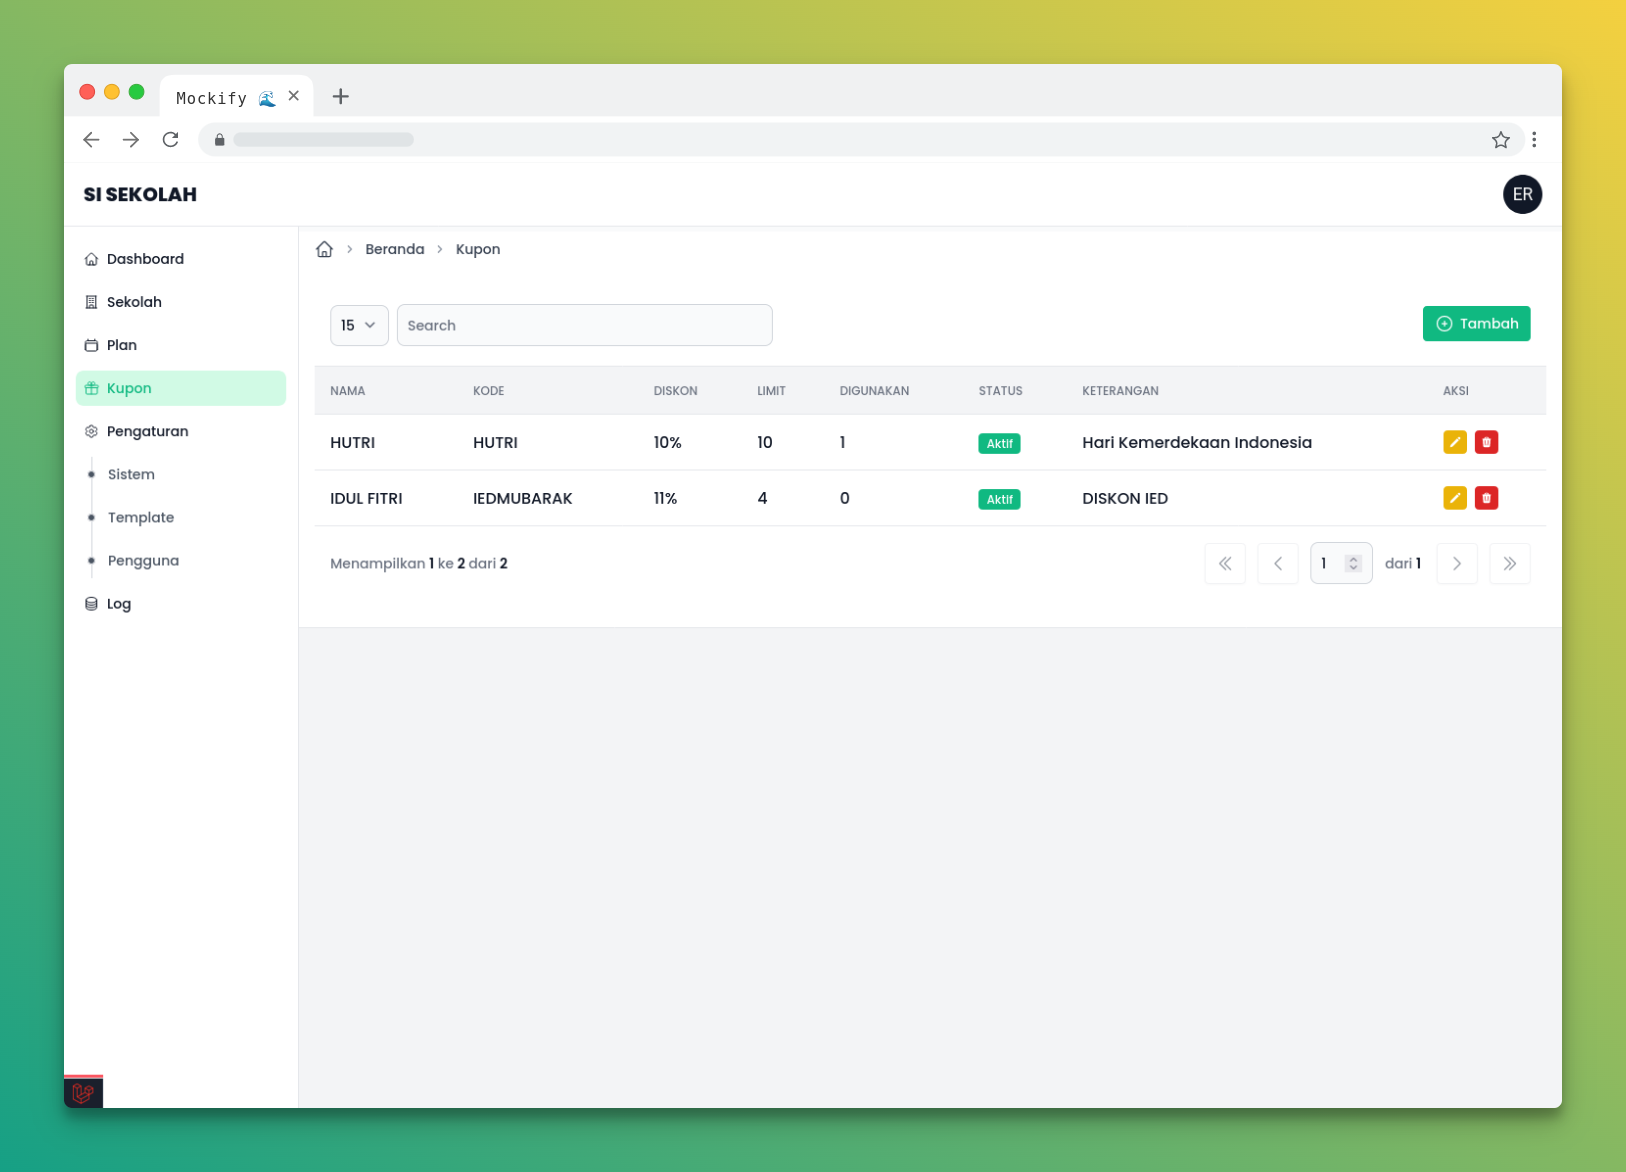 Mockify 🌊
SI SEKOLAH
ER
Dashboard
Sekolah
Plan
Kupon
Pengaturan
Sistem
Template
Pengguna
Log
Beranda > Kupon
15
Search
Tambah
NAMA KODE DISKON LIMIT DIGUNAKAN STATUS KETERANGAN AKSI
HUTRI HUTRI 10% 10 1 Aktif Hari Kemerdekaan Indonesia
IDUL FITRI IEDMUBARAK 11% 4 0 Aktif DISKON IED
Menampilkan 1 ke 2 dari 2
1 dari 1